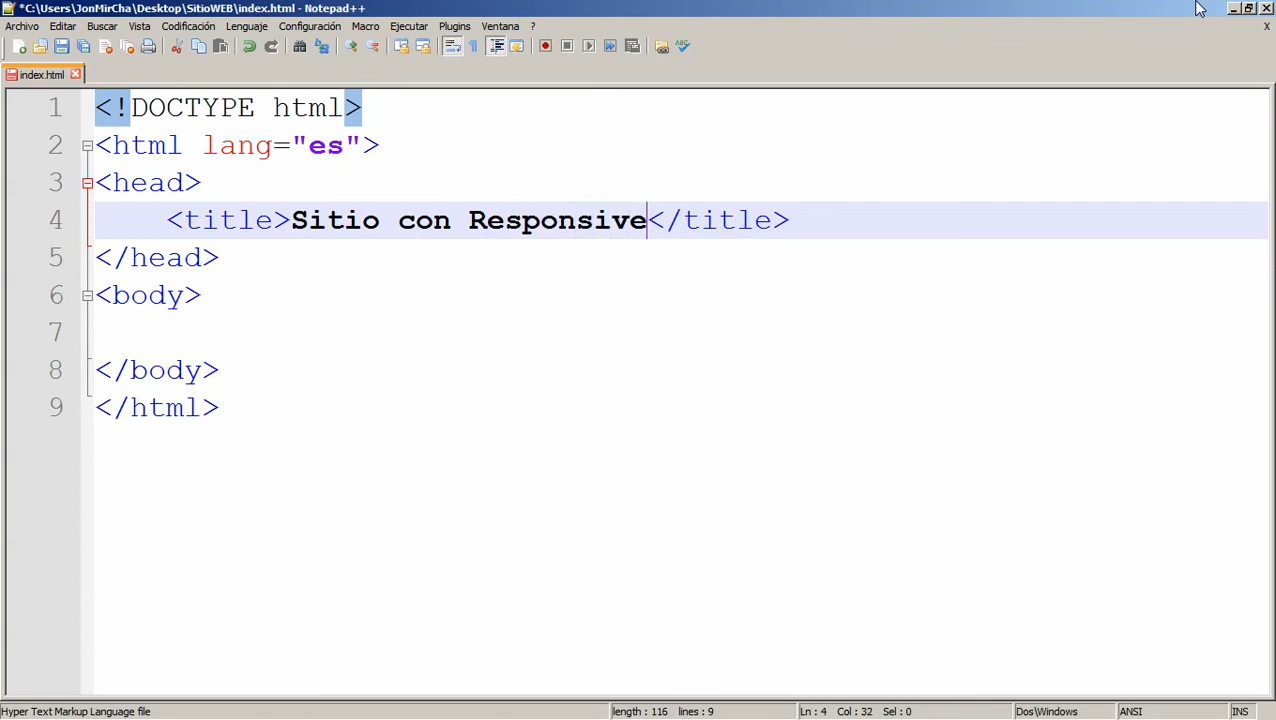 *C:\Users\JonMirCha\Desktop\SitioWEB\index.html - Notepad++
Archivo Editar Buscar Vista Codificación Lenguaje Configuración Macro Ejecutar Plugins Ventana ? X
index.html
1 <!DOCTYPE html>
2 <html lang="es">
3 <head>
4 <title>Sitio con Responsive</title>
5 </head>
6 <body>
7
8 </body>
9 </html>
Hyper Text Markup Language file length : 116 lines : 9 Ln : 4 Col : 32 Sel : 0 Dos\Windows ANSI INS